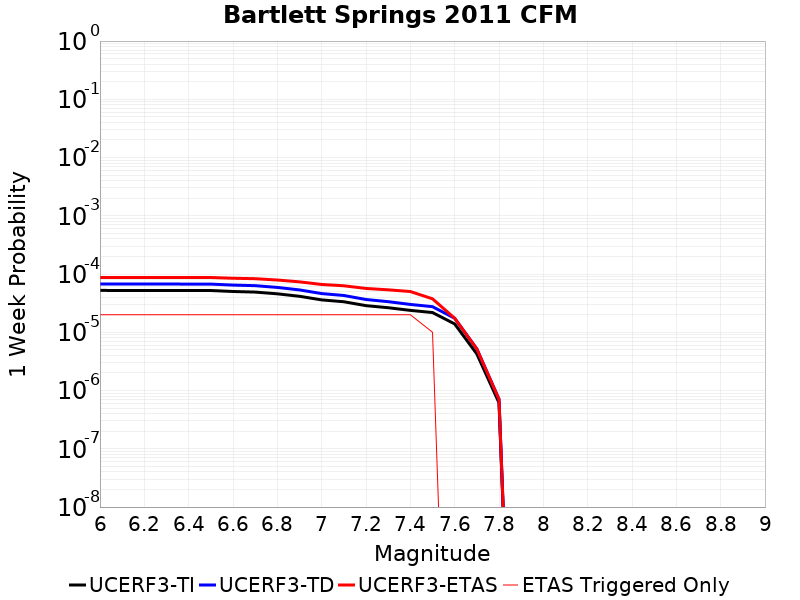 Bartlett Springs 2011 CFM
1 Week Probability
10^0
10^-1
10^-2
10^-3
10^-4
10^-5
10^-6
10^-7
10^-8
6 6.2 6.4 6.6 6.8 7 7.2 7.4 7.6 7.8 8 8.2 8.4 8.6 8.8 9
Magnitude
UCERF3-TI UCERF3-TD UCERF3-ETAS ETAS Triggered Only